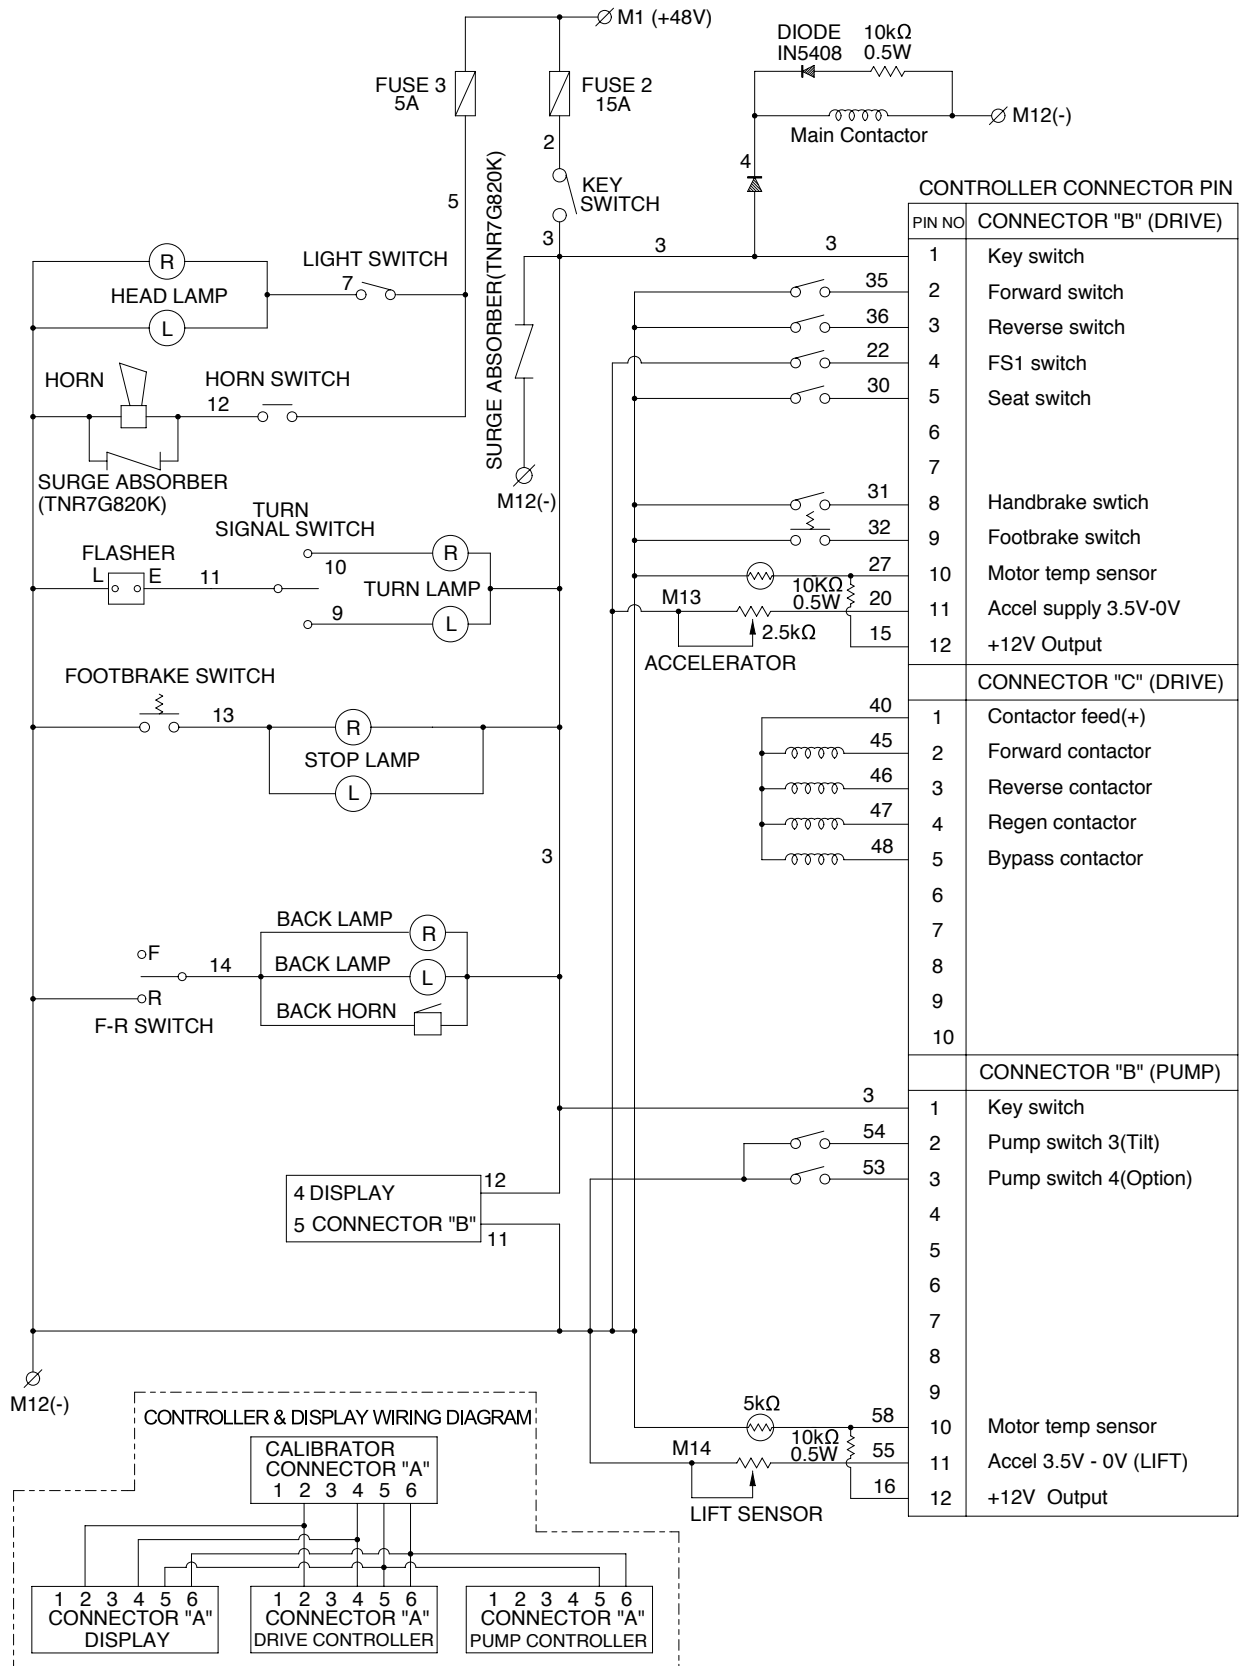 M1 (+48V)
FUSE 3
5A
FUSE 2
15A
2
KEY
SWITCH
3
5
SURGE ABSORBER(TNR7G820K)
M12(-)
DIODE
IN5408
10kΩ
0.5W
Main Contactor
M12(-)
4
3
3
LIGHT SWITCH
7
R
HEAD LAMP
L
HORN
HORN SWITCH
12
SURGE ABSORBER
(TNR7G820K)
TURN
SIGNAL SWITCH
FLASHER
L
E
11
10
9
R
TURN LAMP
L
FOOTBRAKE SWITCH
13
R
STOP LAMP
L
3
BACK LAMP
R
BACK LAMP
L
BACK HORN
F
14
R
F-R SWITCH
4 DISPLAY
5 CONNECTOR "B"
12
11
M12(-)
CONTROLLER CONNECTOR PIN
PIN NO CONNECTOR "B" (DRIVE)
1 Key switch
35 2 Forward switch
36 3 Reverse switch
22 4 FS1 switch
30 5 Seat switch
6
7
31 8 Handbrake swtich
32 9 Footbrake switch
27 10 Motor temp sensor
10KΩ
0.5W
M13
20 11 Accel supply 3.5V-0V
2.5kΩ
15 12 +12V Output
ACCELERATOR
CONNECTOR "C" (DRIVE)
40 1 Contactor feed(+)
45 2 Forward contactor
46 3 Reverse contactor
47 4 Regen contactor
48 5 Bypass contactor
6
7
8
9
10
CONNECTOR "B" (PUMP)
3 1 Key switch
54 2 Pump switch 3(Tilt)
53 3 Pump switch 4(Option)
4
5
6
7
8
9
5kΩ
58 10 Motor temp sensor
10kΩ
0.5W
M14
55 11 Accel 3.5V - 0V (LIFT)
16 12 +12V Output
LIFT SENSOR
CONTROLLER & DISPLAY WIRING DIAGRAM
CALIBRATOR
CONNECTOR "A"
1 2 3 4 5 6
1 2 3 4 5 6
CONNECTOR "A"
DISPLAY
1 2 3 4 5 6
CONNECTOR "A"
DRIVE CONTROLLER
1 2 3 4 5 6
CONNECTOR "A"
PUMP CONTROLLER